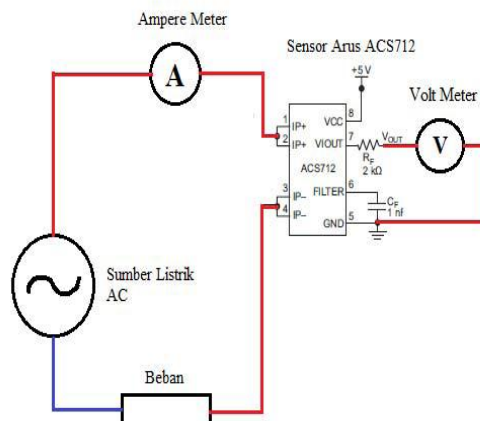 Ampere Meter
A
Sensor Arus ACS712
+5 V
Volt Meter
1 IP+
2 IP+
VCC 8
VIOUT 7
VOUT
V
RF
2 kΩ
ACS712
3 IP–
4 IP–
FILTER 6
CF
1 nf
GND 5
Sumber Listrik
AC
Beban